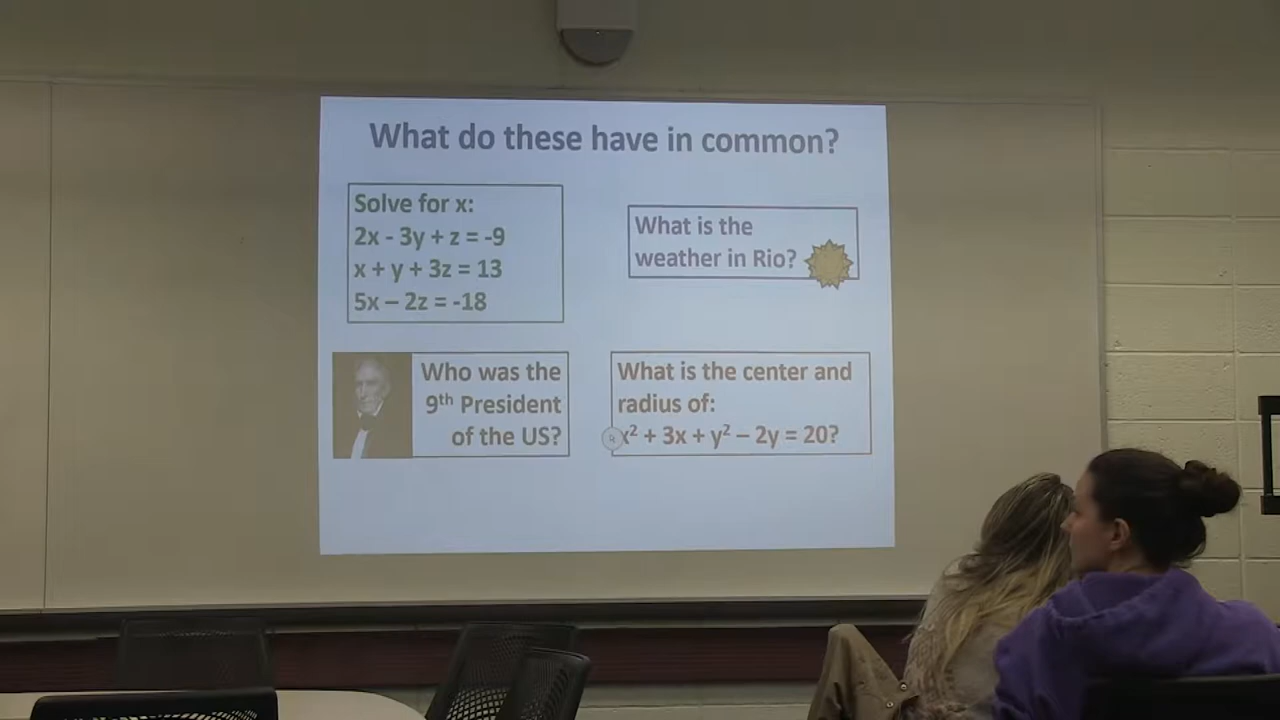 What do these have in common?
Solve for x:
2x - 3y + z = -9
x + y + 3z = 13
5x – 2z = -18
What is the
weather in Rio?
Who was the
9th President
of the US?
What is the center and
radius of:
x² + 3x + y² – 2y = 20?